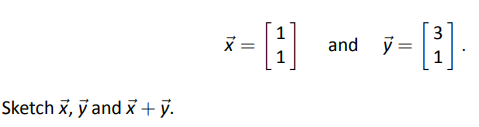 x⃗ = [1 1] and y⃗ = [3 1].
Sketch x⃗, y⃗ and x⃗ + y⃗.